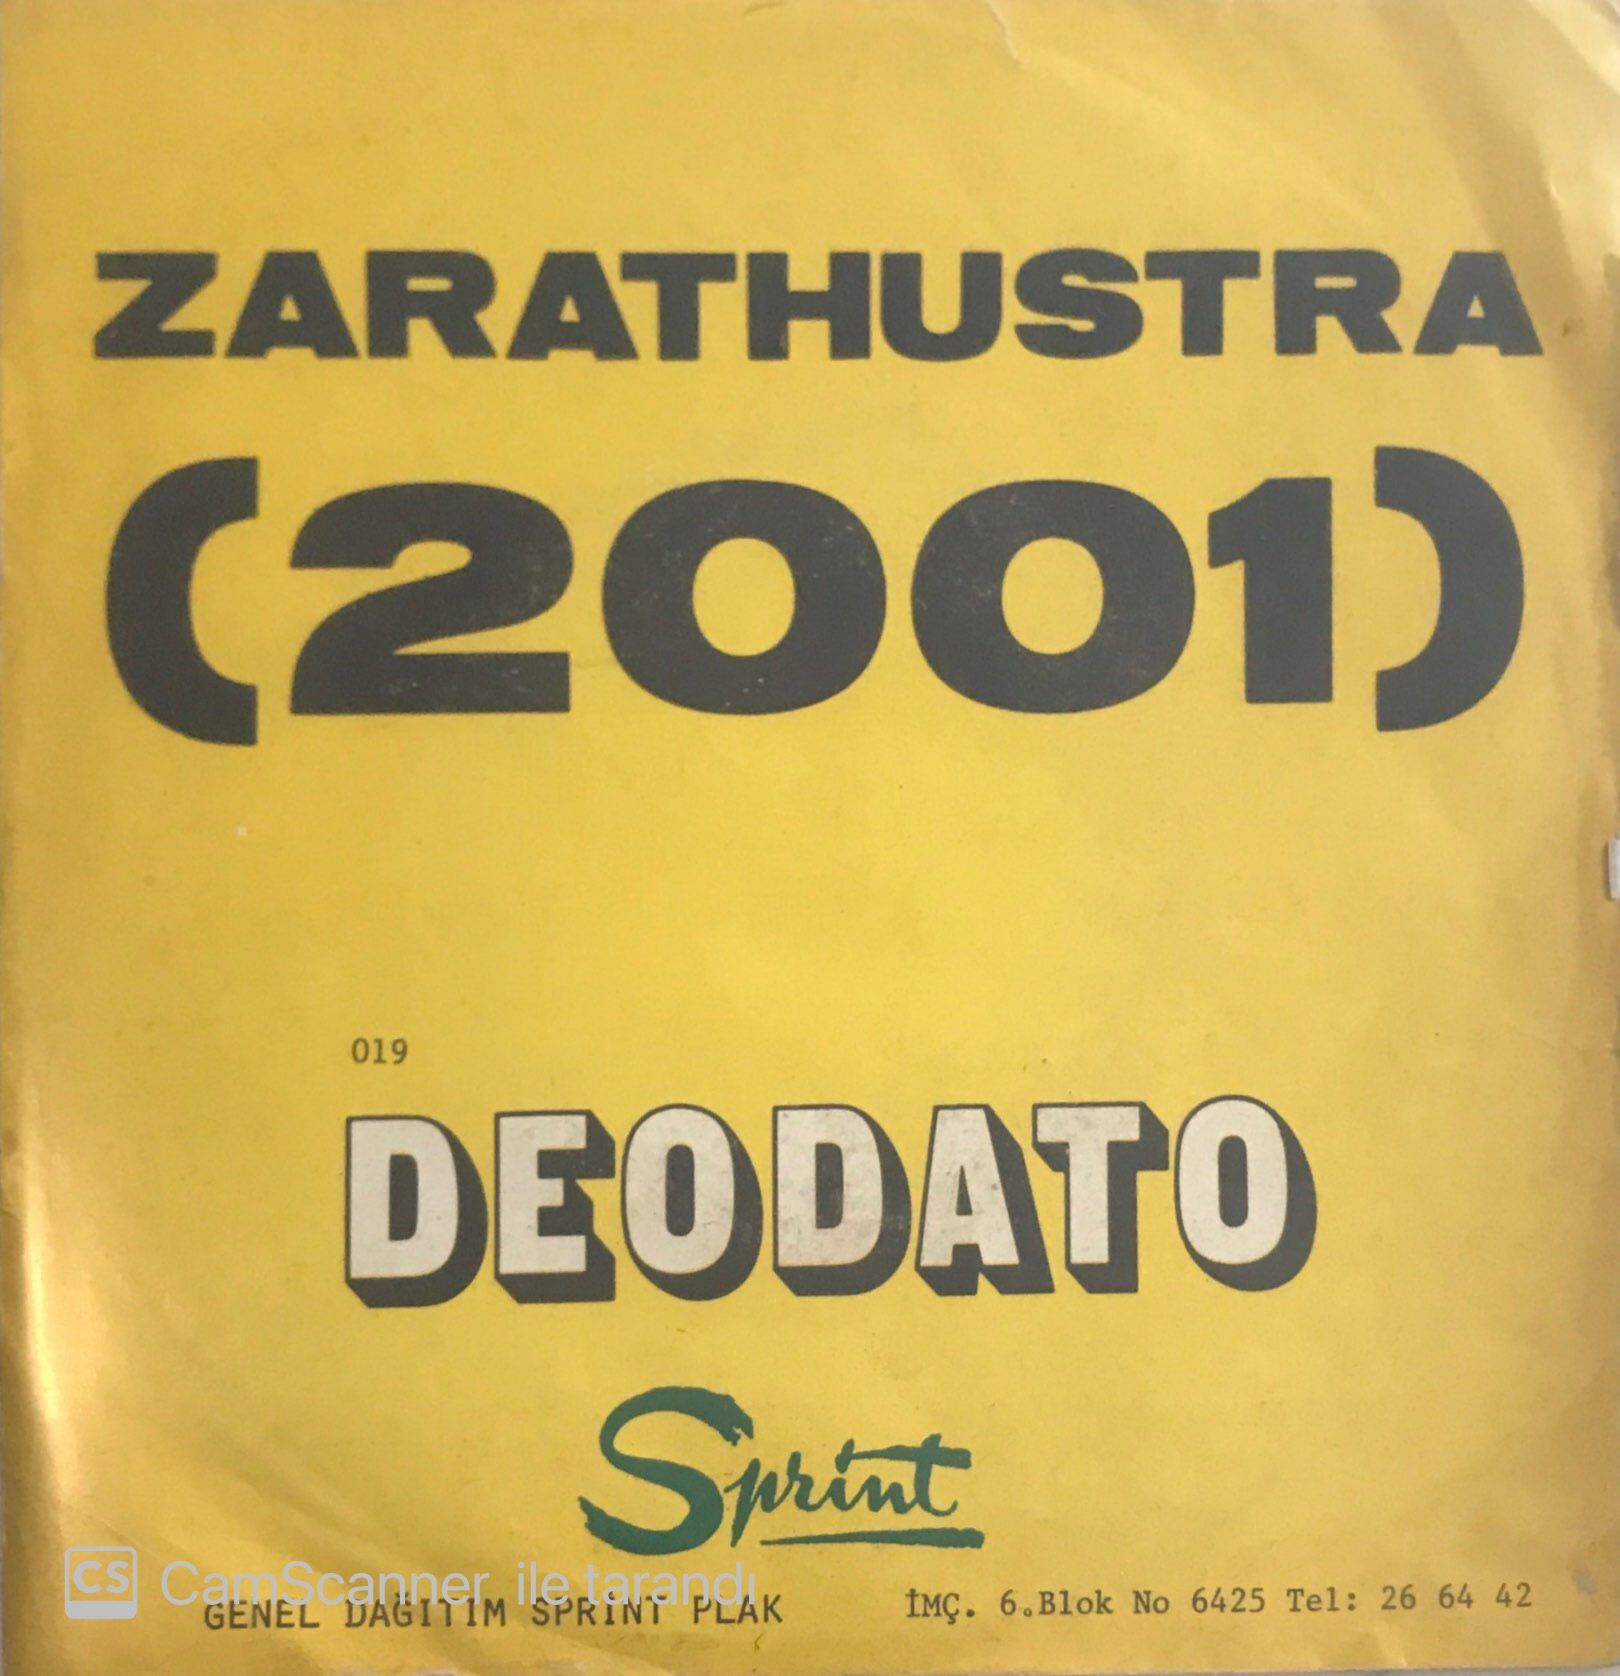 ZARATHUSTRA
(2001)
019
DEODATO
Sprint
CS CamScanner ile tarandı
GENEL DAĞITIM SPRINT PLAK İMÇ. 6.Blok No 6425 Tel: 26 64 42